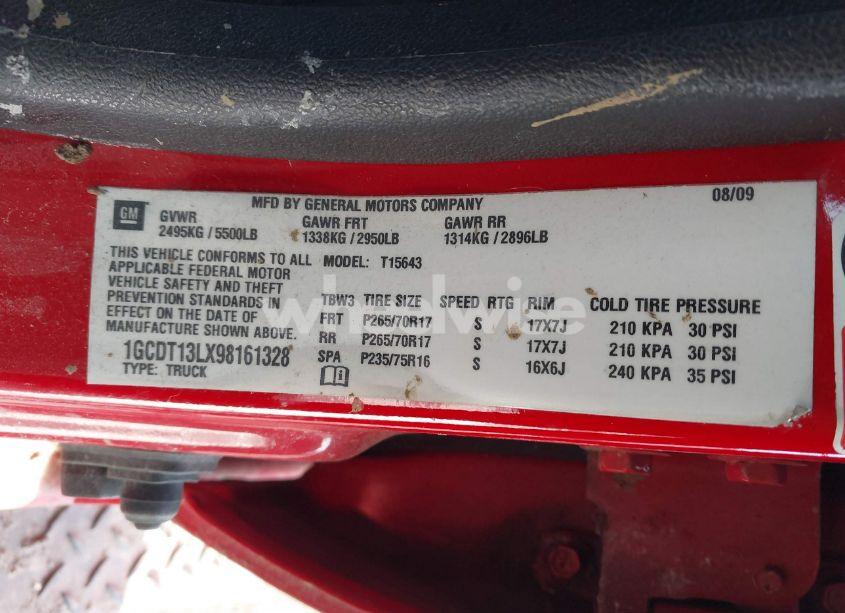 MFD BY GENERAL MOTORS COMPANY 08/09
GM GVWR GAWR FRT GAWR RR
2495KG / 5500LB 1338KG / 2950LB 1314KG / 2896LB
THIS VEHICLE CONFORMS TO ALL MODEL: T15643
APPLICABLE FEDERAL MOTOR
VEHICLE SAFETY AND THEFT
PREVENTION STANDARDS IN
EFFECT ON THE DATE OF
MANUFACTURE SHOWN ABOVE.
1GCDT13LX98161328
TYPE: TRUCK
TBW3 TIRE SIZE SPEED RTG RIM COLD TIRE PRESSURE
FRT P265/70R17 S 17X7J 210 KPA 30 PSI
RR P265/70R17 S 17X7J 210 KPA 30 PSI
SPA P235/75R16 S 16X6J 240 KPA 35 PSI
wheelwise